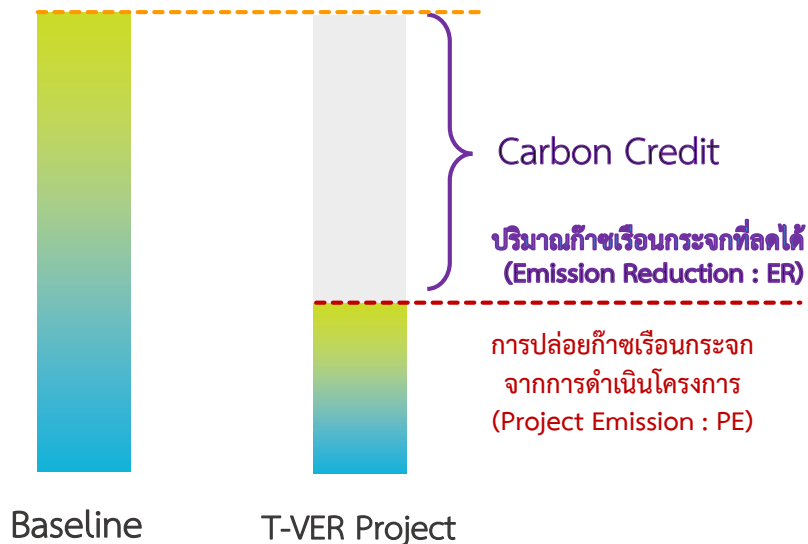 Carbon Credit
ปริมาณก๊าซเรือนกระจกที่ลดได้
(Emission Reduction : ER)
การปล่อยก๊าซเรือนกระจก
จากการดำเนินโครงการ
(Project Emission : PE)
Baseline
T-VER Project